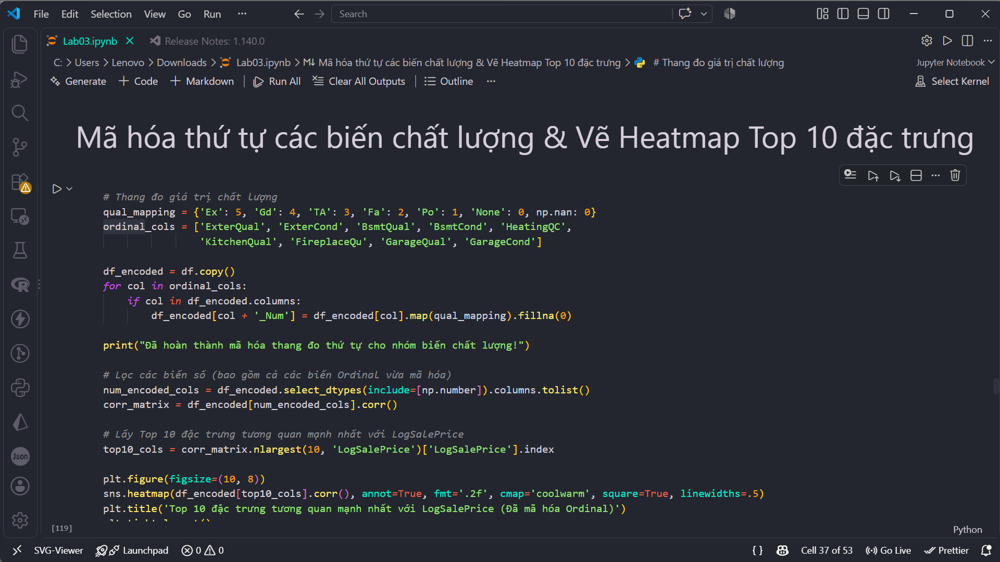 File Edit Selection View Go Run ··· Search
Lab03.ipynb Release Notes: 1.140.0
C: > Users > Lenovo > Downloads > Lab03.ipynb > M↓ Mã hóa thứ tự các biến chất lượng & Vẽ Heatmap Top 10 đặc trưng > # Thang đo giá trị chất lượng Jupyter Notebook
Generate + Code + Markdown Run All Clear All Outputs Outline ··· Select Kernel
Mã hóa thứ tự các biến chất lượng & Vẽ Heatmap Top 10 đặc trưng
# Thang đo giá trị chất lượng
qual_mapping = {'Ex': 5, 'Gd': 4, 'TA': 3, 'Fa': 2, 'Po': 1, 'None': 0, np.nan: 0}
ordinal_cols = ['ExterQual', 'ExterCond', 'BsmtQual', 'BsmtCond', 'HeatingQC',
'KitchenQual', 'FireplaceQu', 'GarageQual', 'GarageCond']
df_encoded = df.copy()
for col in ordinal_cols:
if col in df_encoded.columns:
df_encoded[col + '_Num'] = df_encoded[col].map(qual_mapping).fillna(0)
print("Đã hoàn thành mã hóa thang đo thứ tự cho nhóm biến chất lượng!")
# Lọc các biến số (bao gồm cả các biến Ordinal vừa mã hóa)
num_encoded_cols = df_encoded.select_dtypes(include=[np.number]).columns.tolist()
corr_matrix = df_encoded[num_encoded_cols].corr()
# Lấy Top 10 đặc trưng tương quan mạnh nhất với LogSalePrice
top10_cols = corr_matrix.nlargest(10, 'LogSalePrice')['LogSalePrice'].index
plt.figure(figsize=(10, 8))
sns.heatmap(df_encoded[top10_cols].corr(), annot=True, fmt='.2f', cmap='coolwarm', square=True, linewidths=.5)
plt.title('Top 10 đặc trưng tương quan mạnh nhất với LogSalePrice (Đã mã hóa Ordinal)')
[119]
Python
Json
SVG-Viewer Launchpad 0 0 { } Cell 37 of 53 Go Live Prettier